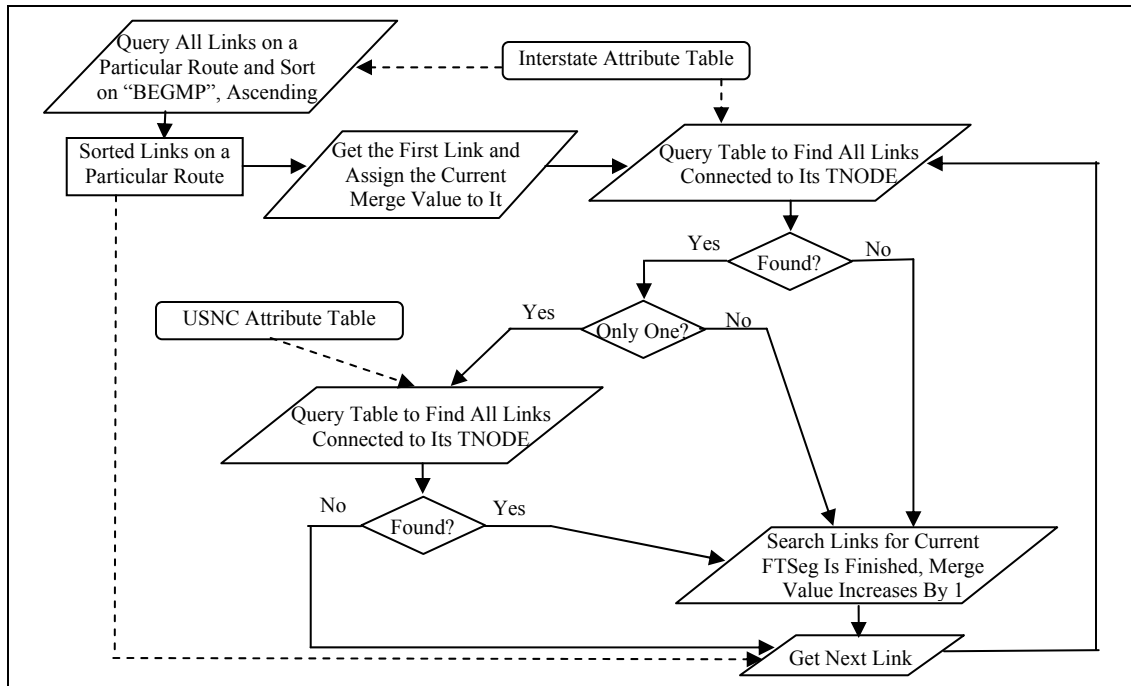 Query All Links on a
Particular Route and Sort
on “BEGMP”, Ascending
Interstate Attribute Table
Sorted Links on a
Particular Route
Get the First Link and
Assign the Current
Merge Value to It
Query Table to Find All Links
Connected to Its TNODE
Yes
No
Found?
USNC Attribute Table
Yes
Only One?
No
Query Table to Find All Links
Connected to Its TNODE
No
Yes
Found?
Search Links for Current
FTSeg Is Finished, Merge
Value Increases By 1
Get Next Link